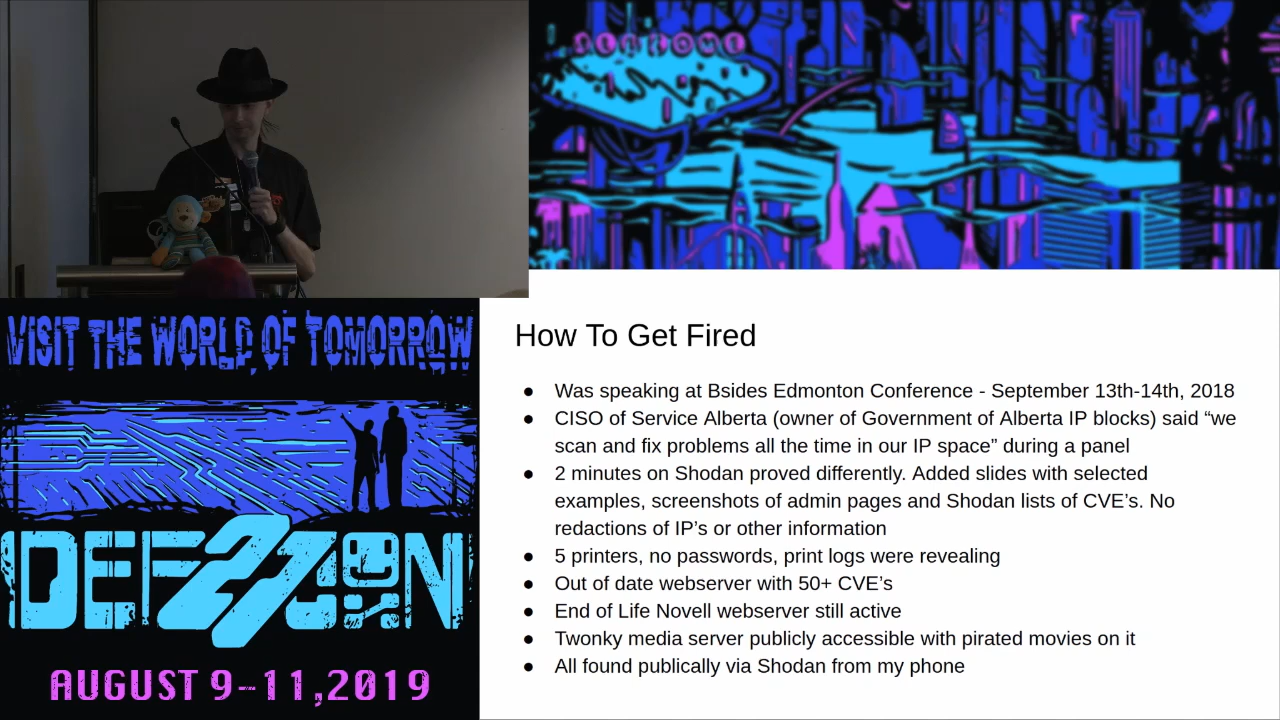 WELCOME
VISIT THE WORLD OF TOMORROW
DEF CON
27
AUGUST 9-11,2019
How To Get Fired
● Was speaking at Bsides Edmonton Conference - September 13th-14th, 2018
● CISO of Service Alberta (owner of Government of Alberta IP blocks) said “we
scan and fix problems all the time in our IP space” during a panel
● 2 minutes on Shodan proved differently. Added slides with selected
examples, screenshots of admin pages and Shodan lists of CVE’s. No
redactions of IP’s or other information
● 5 printers, no passwords, print logs were revealing
● Out of date webserver with 50+ CVE’s
● End of Life Novell webserver still active
● Twonky media server publicly accessible with pirated movies on it
● All found publically via Shodan from my phone